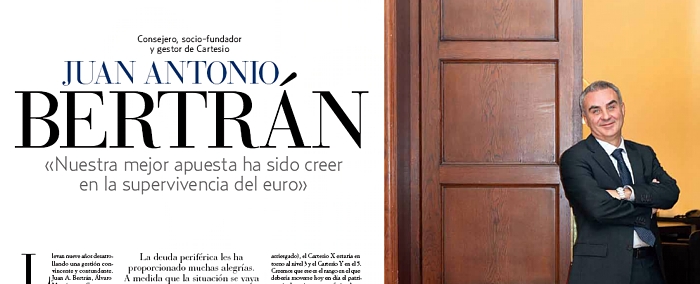 Consejero, socio-fundador
y gestor de Cartesio
JUAN ANTONIO
BERTRÁN
«Nuestra mejor apuesta ha sido creer
en la supervivencia del euro»
Llevan nueve años desarro-
llando una gestión con-
vincente y contundente.
Juan A. Bertrán, Álvaro
La deuda periférica les ha
proporcionado muchas alegrías.
A medida que la situación se vaya
arriesgado), el Cartesio X estaría en
torno al nivel 3 y el Cartesio Y en el 5.
Creemos que ese es el rango en el que
debería moverse hoy en día el patri-